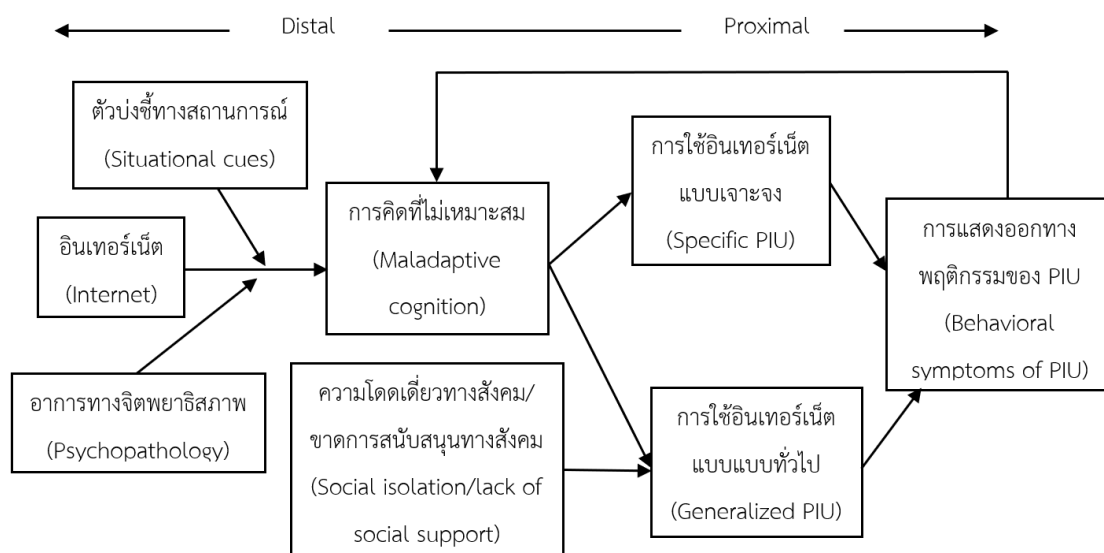 Distal
Proximal
ตัวบ่งชี้ทางสถานการณ์
(Situational cues)
อินเทอร์เน็ต
(Internet)
อาการทางจิตพยาธิสภาพ
(Psychopathology)
การคิดที่ไม่เหมาะสม
(Maladaptive
cognition)
ความโดดเดี่ยวทางสังคม/
ขาดการสนับสนุนทางสังคม
(Social isolation/lack of
social support)
การใช้อินเทอร์เน็ต
แบบเจาะจง
(Specific PIU)
การใช้อินเทอร์เน็ต
แบบแบบทั่วไป
(Generalized PIU)
การแสดงออกทาง
พฤติกรรมของ PIU
(Behavioral
symptoms of PIU)